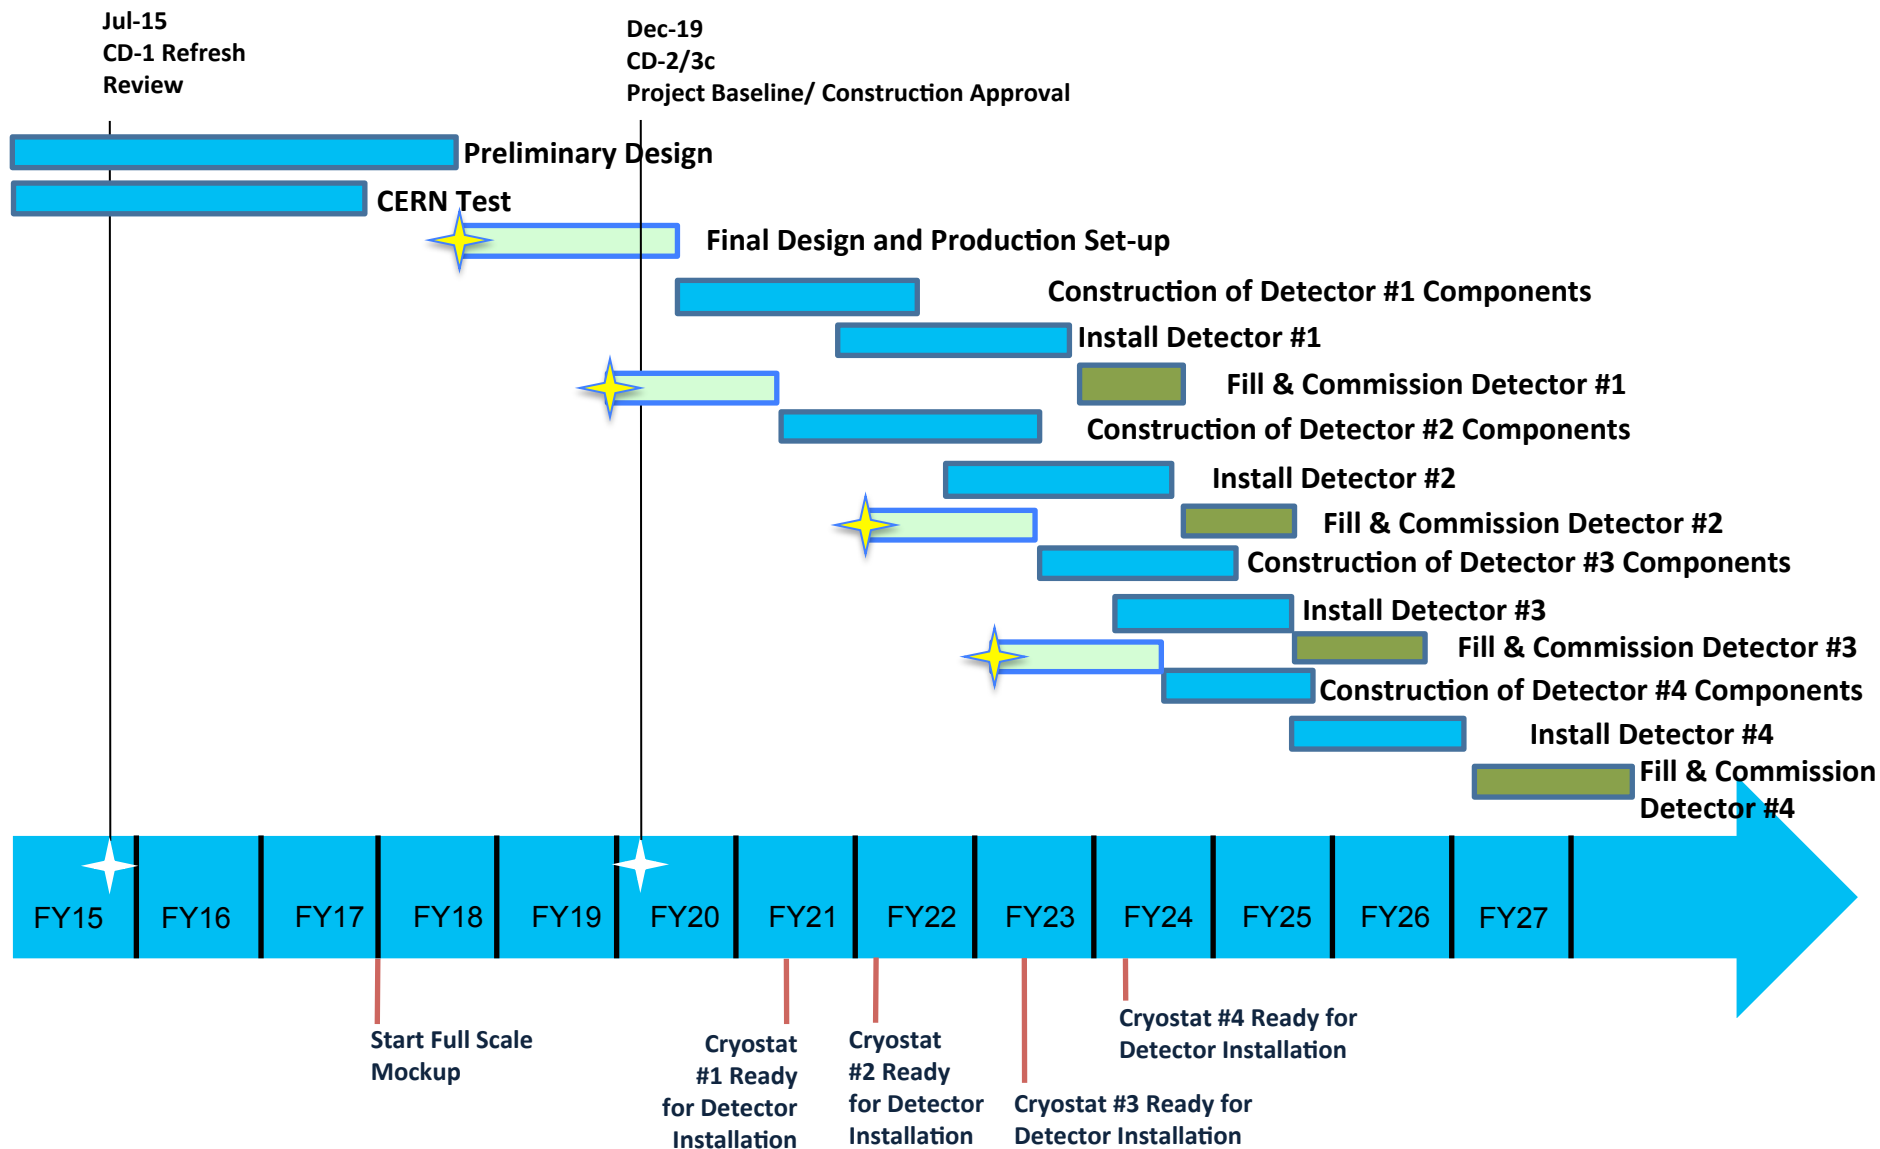 Jul-15
CD-1 Refresh
Review
Dec-19
CD-2/3c
Project Baseline/ Construction Approval
Preliminary Design
CERN Test
Final Design and Production Set-up
Construction of Detector #1 Components
Install Detector #1
Fill & Commission Detector #1
Construction of Detector #2 Components
Install Detector #2
Fill & Commission Detector #2
Construction of Detector #3 Components
Install Detector #3
Fill & Commission Detector #3
Construction of Detector #4 Components
Install Detector #4
Fill & Commission
Detector #4
FY15 FY16 FY17 FY18 FY19 FY20 FY21 FY22 FY23 FY24 FY25 FY26 FY27
Start Full Scale
Mockup
Cryostat
#1 Ready
for Detector
Installation
Cryostat
#2 Ready
for Detector
Installation
Cryostat #3 Ready for
Detector Installation
Cryostat #4 Ready for
Detector Installation